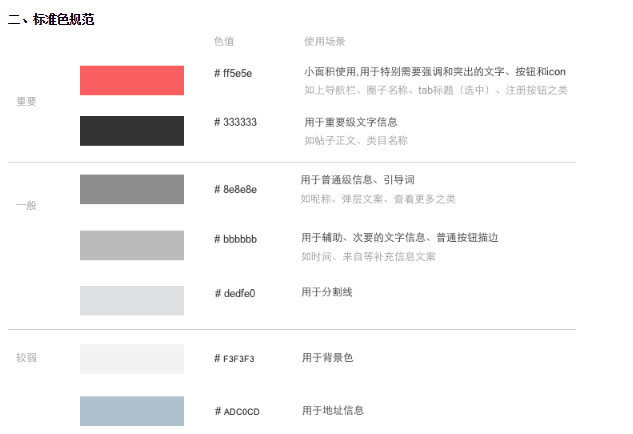 二、标准色规范
色值 使用场景
重要
# ff5e5e 小面积使用,用于特别需要强调和突出的文字、按钮和icon
如上导航栏、圈子名称、tab标题（选中）、注册按钮之类
# 333333 用于重要级文字信息
如帖子正文、类目名称
一般
# 8e8e8e 用于普通级信息、引导词
如呢称、弹层文案、查看更多之类
# bbbbbb 用于辅助、次要的文字信息、普通按钮描边
如时间、来自等补充信息文案
# dedfe0 用于分割线
较弱
# F3F3F3 用于背景色
# ADC0CD 用于地址信息